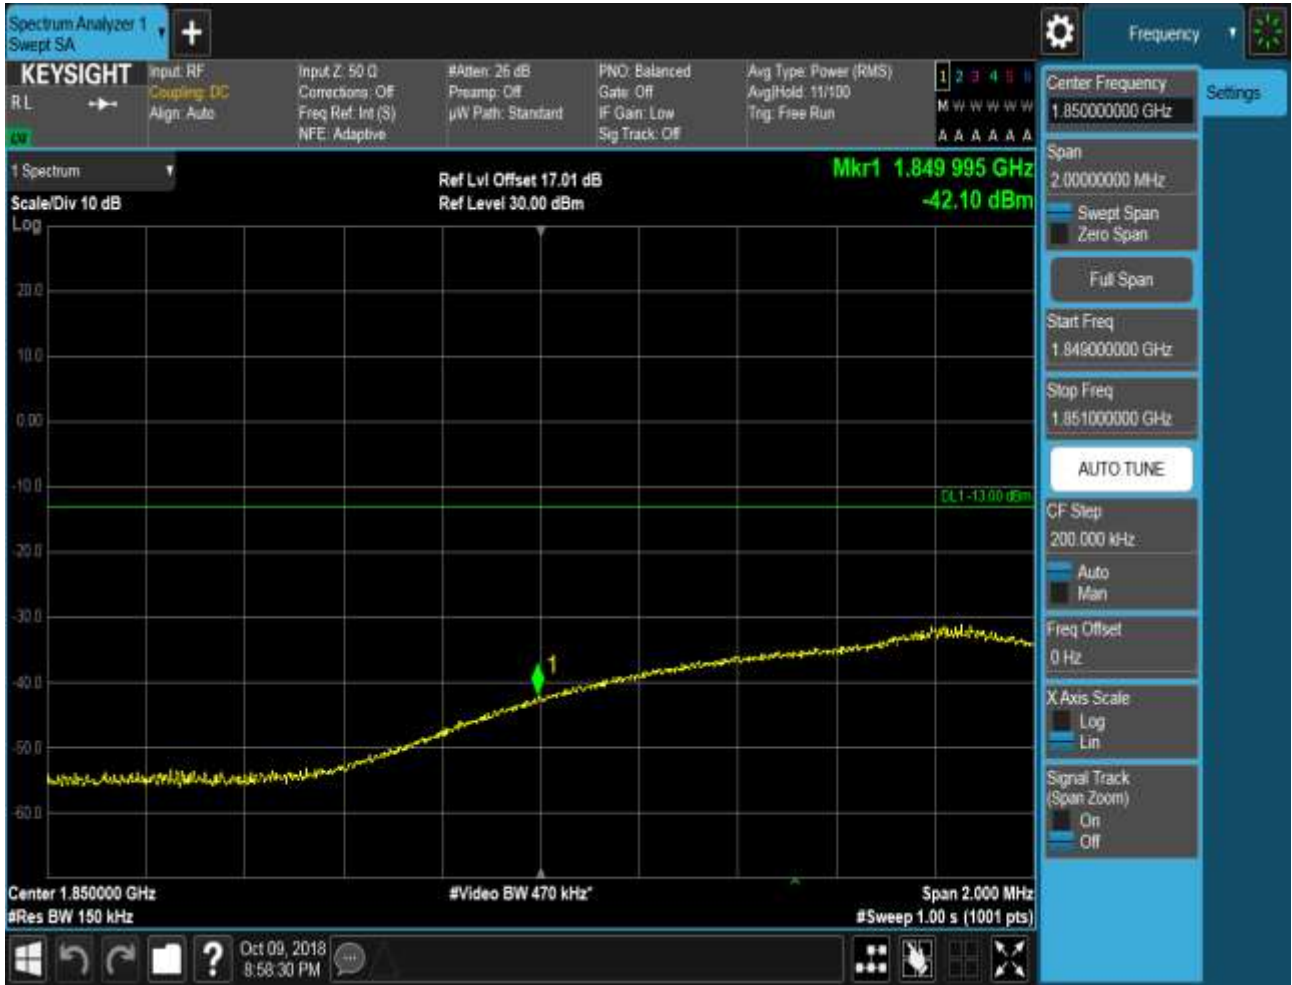 Spectrum Analyzer 1
Swept SA
Frequency
KEYSIGHT
R L
Input: RF
Coupling: DC
Align: Auto
Input Z: 50 Ω
Corrections: Off
Freq Ref: Int (S)
NFE: Adaptive
#Atten: 26 dB
Preamp: Off
µW Path: Standard
PNO: Balanced
Gate: Off
IF Gain: Low
Sig Track: Off
Avg Type: Power (RMS)
Avg|Hold: 11/100
Trig: Free Run
1 2 3 4 5 6
M W W W W W
A A A A A A
Center Frequency
1.850000000 GHz
Settings
Span
2.00000000 MHz
Swept Span
Zero Span
Full Span
Start Freq
1.849000000 GHz
Stop Freq
1.851000000 GHz
AUTO TUNE
CF Step
200.000 kHz
Auto
Man
Freq Offset
0 Hz
X Axis Scale
Log
Lin
Signal Track
(Span Zoom)
On
Off
1 Spectrum
Scale/Div 10 dB
Log
Ref Lvl Offset 17.01 dB
Ref Level 30.00 dBm
Mkr1 1.849 995 GHz
-42.10 dBm
20.0
10.0
0.00
-10.0
DL1 -13.00 dBm
-20.0
-30.0
1
-40.0
-50.0
-60.0
Center 1.850000 GHz
#Video BW 470 kHz*
Span 2.000 MHz
#Res BW 150 kHz
#Sweep 1.00 s (1001 pts)
Oct 09, 2018
8:58:30 PM